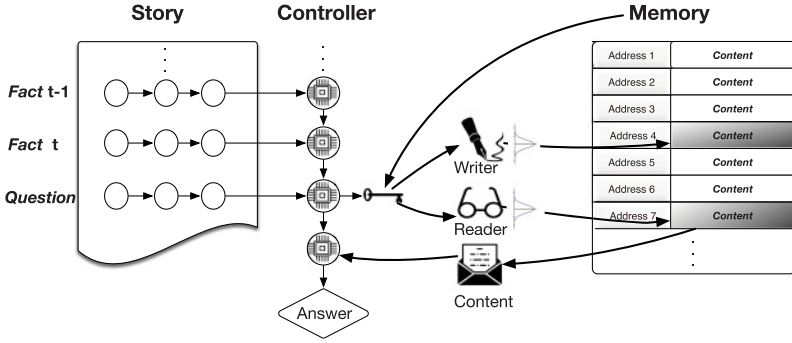 Story
Controller
Memory
Fact t-1
Fact t
Question
Writer
Reader
Content
Answer
Address 1 Content
Address 2 Content
Address 3 Content
Address 4 Content
Address 5 Content
Address 6 Content
Address 7 Content